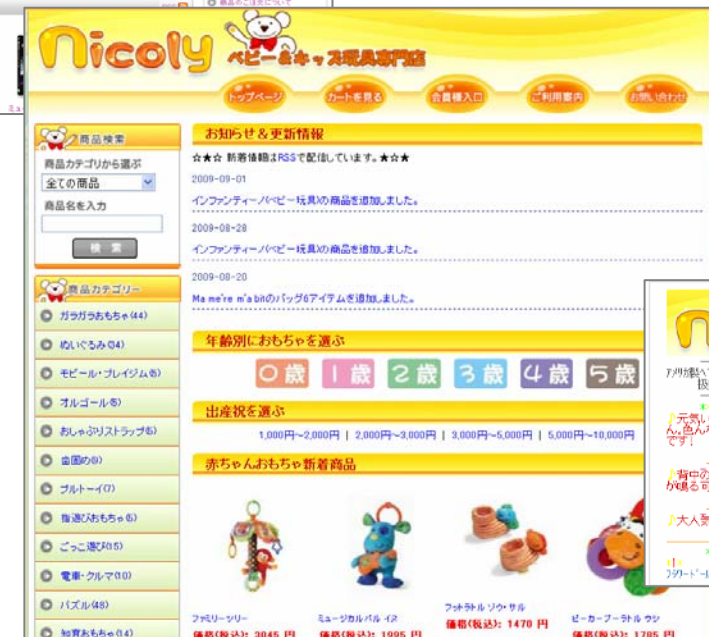 Nicoly ベビー&キッズ玩具専門店
トップページ
カートを見る
会員様入口
ご利用案内
お問い合わせ
商品検索
商品カテゴリから選ぶ
全ての商品
商品名を入力
検 索
商品カテゴリー
ガラガラおもちゃ(44)
ぬいぐるみ(34)
モビール・プレイジム(6)
オルゴール(6)
おしゃぶりストラップ(6)
歯固め(9)
プルトーイ(7)
指遊びおもちゃ(6)
ごっこ遊び(15)
電車・クルマ(10)
パズル(48)
知育おもちゃ(14)
お知らせ&更新情報
☆★☆ 新着情報はRSSで配信しています。★☆★
2009-09-01
インファンティーノ(ベビー玩具)の商品を追加しました。
2009-08-28
インファンティーノ(ベビー玩具)の商品を追加しました。
2009-08-20
Ma me're m'a bitのバッグ6アイテムを追加しました。
年齢別におもちゃを選ぶ
0歳 1歳 2歳 3歳 4歳 5歳
出産祝を選ぶ
1,000円~2,000円 | 2,000円~3,000円 | 3,000円~5,000円 | 5,000円~10,000円
赤ちゃんおもちゃ新着商品
ファミリーツリー
価格(税込): 3045 円
ミュージカルパル イヌ
価格(税込): 1995 円
フットラトル ゾウ・サル
価格(税込): 1470 円
ピーカーブーラトル ウシ
価格(税込): 1785 円
♪元気い
ん、色んな
です!
♪背中の
が鳴る可
♪大人気